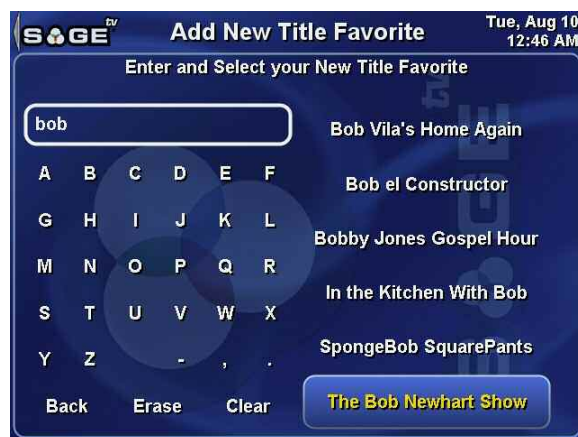 SAGE tv
Add New Title Favorite
Tue, Aug 10
12:46 AM
Enter and Select your New Title Favorite
bob
A B C D E F
G H I J K L
M N O P Q R
S T U V W X
Y Z - , .
Back Erase Clear
Bob Vila's Home Again
Bob el Constructor
Bobby Jones Gospel Hour
In the Kitchen With Bob
SpongeBob SquarePants
The Bob Newhart Show
SAGE tv